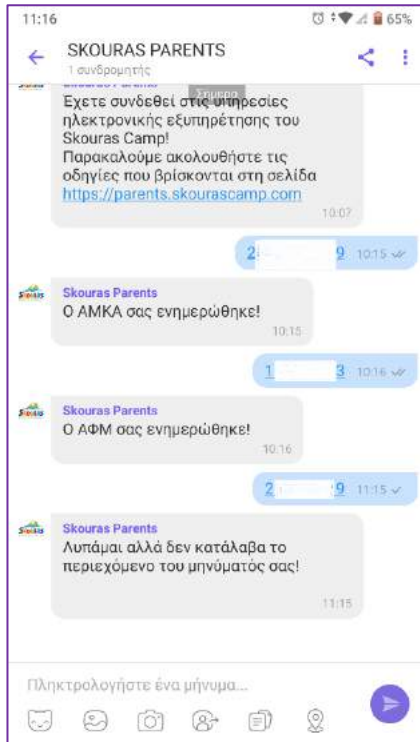 11:16
65%
SKOURAS PARENTS
1 συνδρομητής
Σήμερα
Έχετε συνδεθεί στις υπηρεσίες
ηλεκτρονικής εξυπηρέτησης του
Skouras Camp!
Παρακαλούμε ακολουθήστε τις
οδηγίες που βρίσκονται στη σελίδα
https://parents.skourascamp.com
10:07
2 9 10:15
Skouras Parents
Ο ΑΜΚΑ σας ενημερώθηκε!
10:15
1 3 10:16
Skouras Parents
Ο ΑΦΜ σας ενημερώθηκε!
10:16
2 9 11:15
Skouras Parents
Λυπάμαι αλλά δεν κατάλαβα το
περιεχόμενο του μηνύματός σας!
11:15
Πληκτρολογήστε ένα μήνυμα...